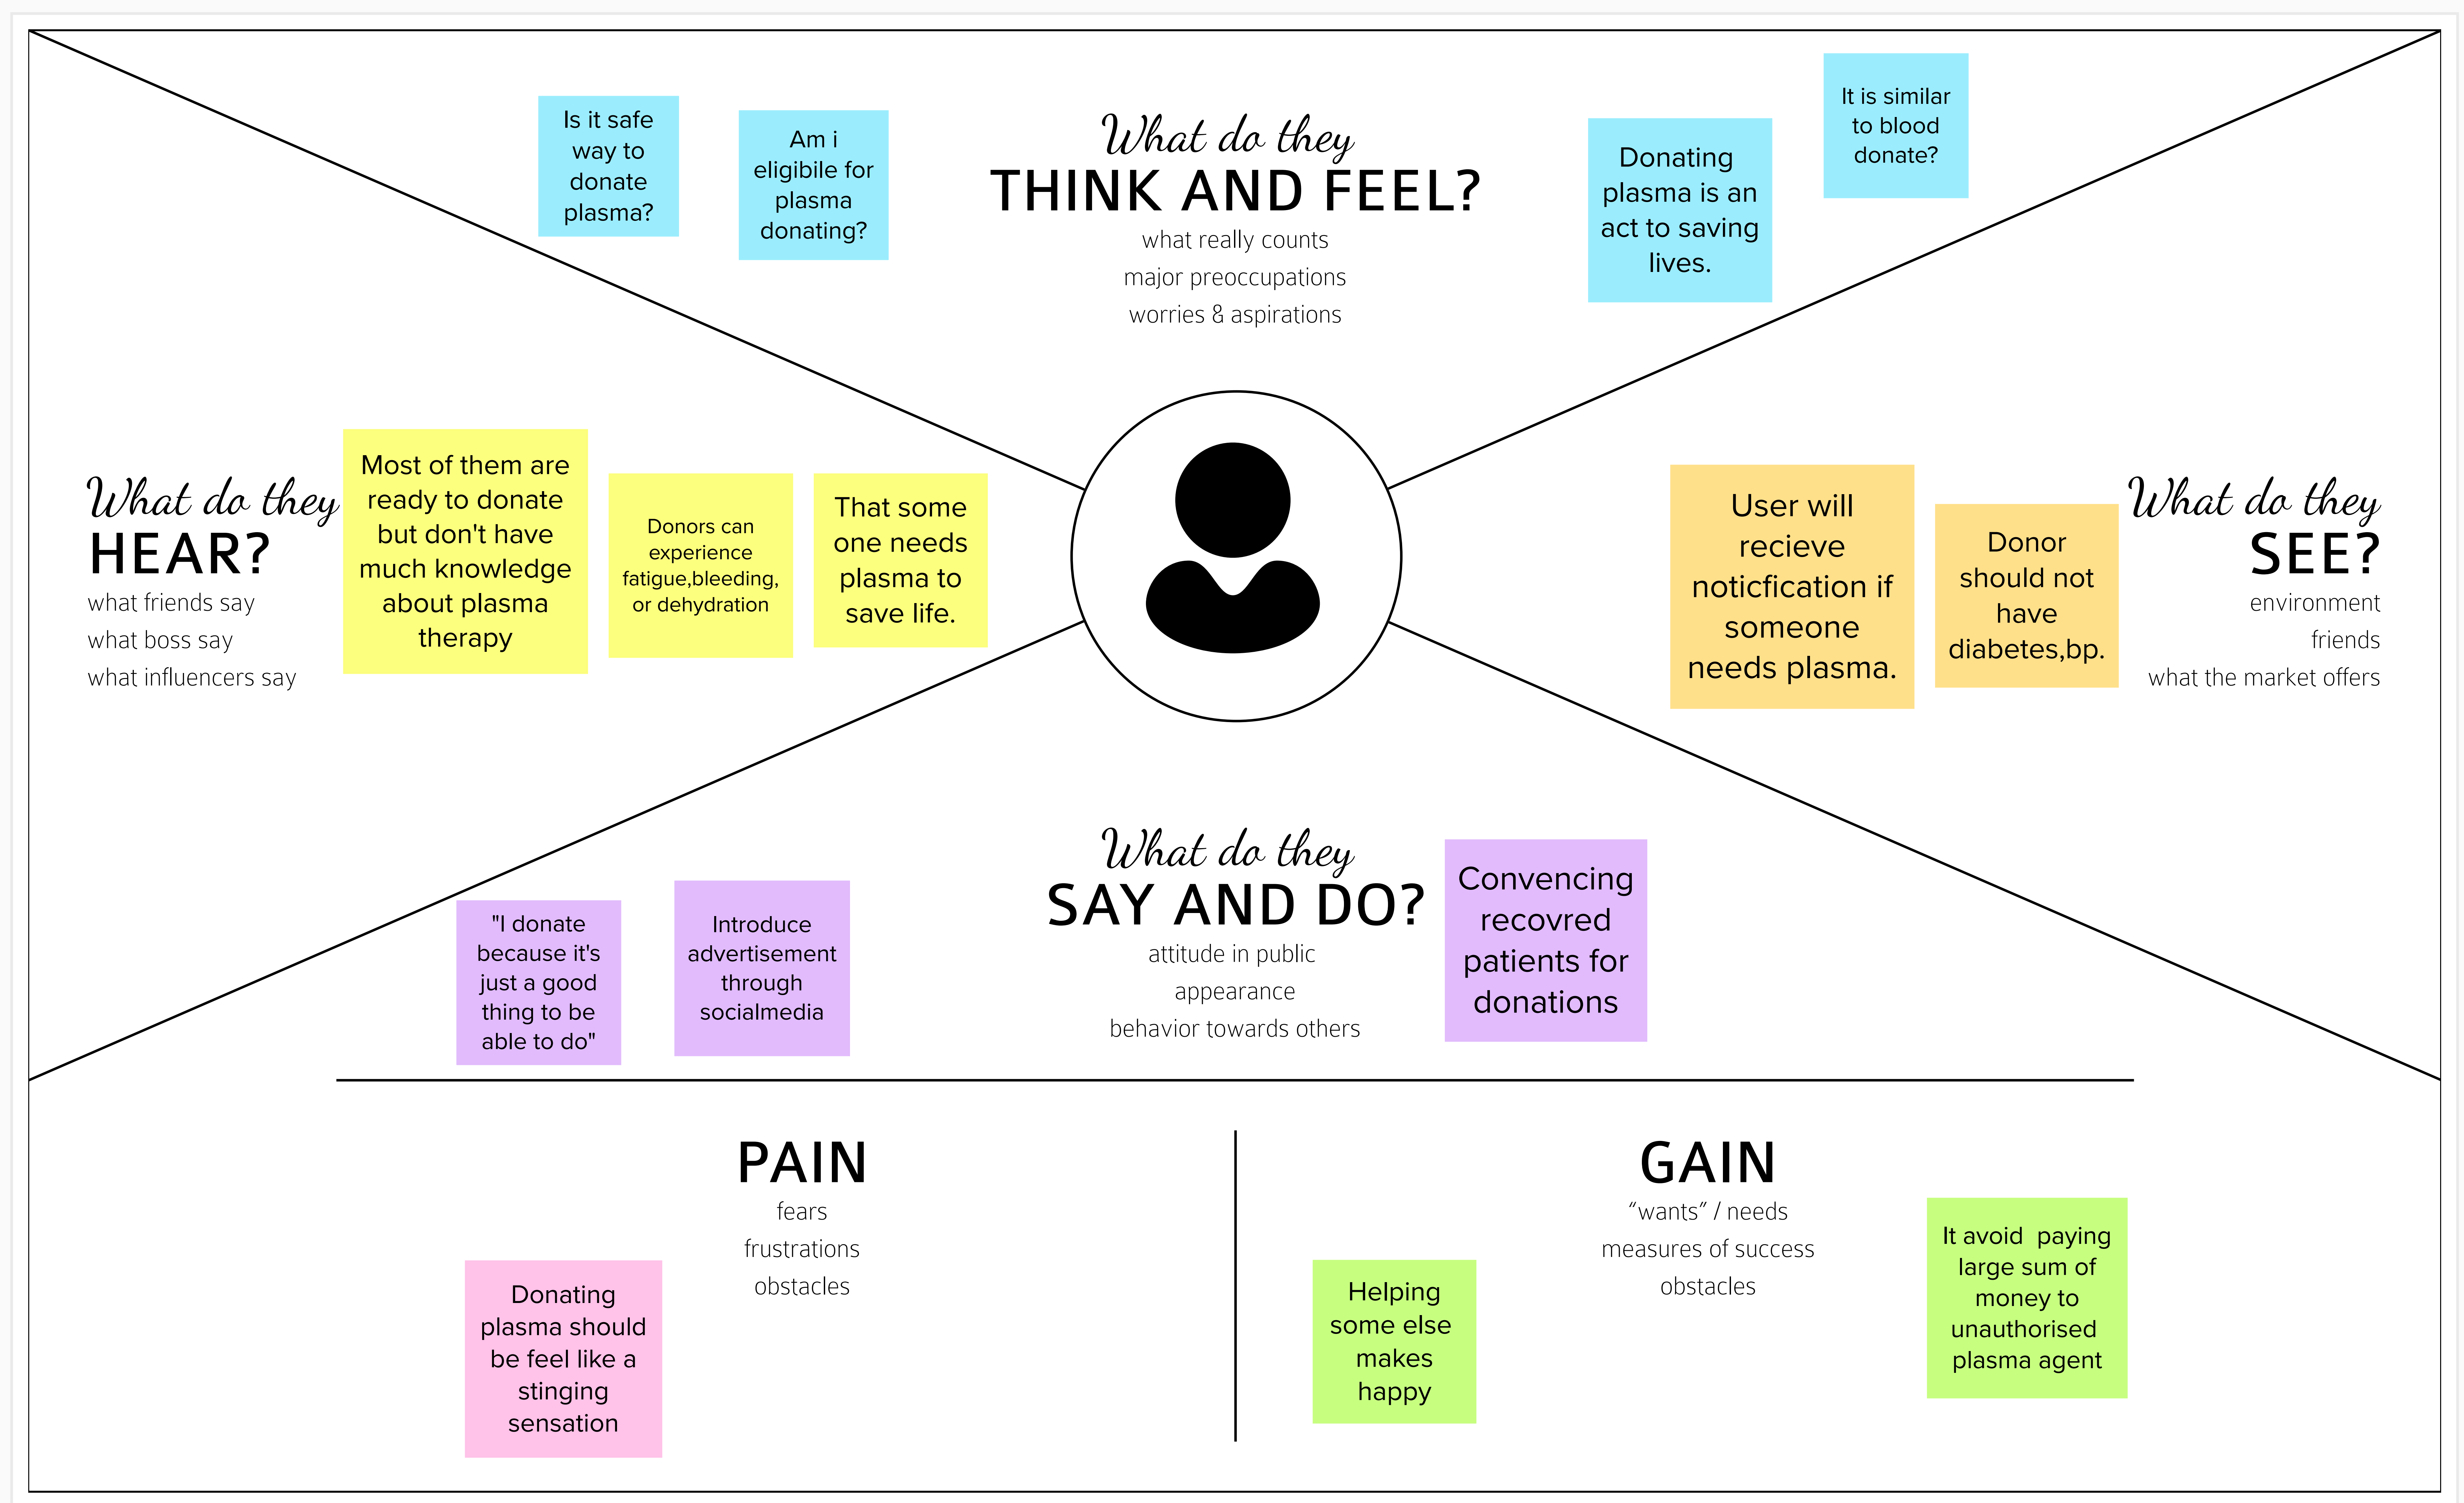 Is it safe
way to
donate
plasma?
Am i
eligibile for
plasma
donating?
What do they
THINK AND FEEL?
what really counts
major preoccupations
worries & aspirations
Donating
plasma is an
act to saving
lives.
It is similar
to blood
donate?
What do they
HEAR?
what friends say
what boss say
what influencers say
Most of them are
ready to donate
but don't have
much knowledge
about plasma
therapy
Donors can
experience
fatigue,bleeding,
or dehydration
That some
one needs
plasma to
save life.
User will
recieve
noticfication if
someone
needs plasma.
Donor
should not
have
diabetes,bp.
What do they
SEE?
environment
friends
what the market offers
"I donate
because it's
just a good
thing to be
able to do"
Introduce
advertisement
through
socialmedia
What do they
SAY AND DO?
attitude in public
appearance
behavior towards others
Convencing
recovred
patients for
donations
PAIN
fears
frustrations
obstacles
Donating
plasma should
be feel like a
stinging
sensation
GAIN
“wants” / needs
measures of success
obstacles
Helping
some else
makes
happy
It avoid  paying
large sum of
money to
unauthorised
plasma agent